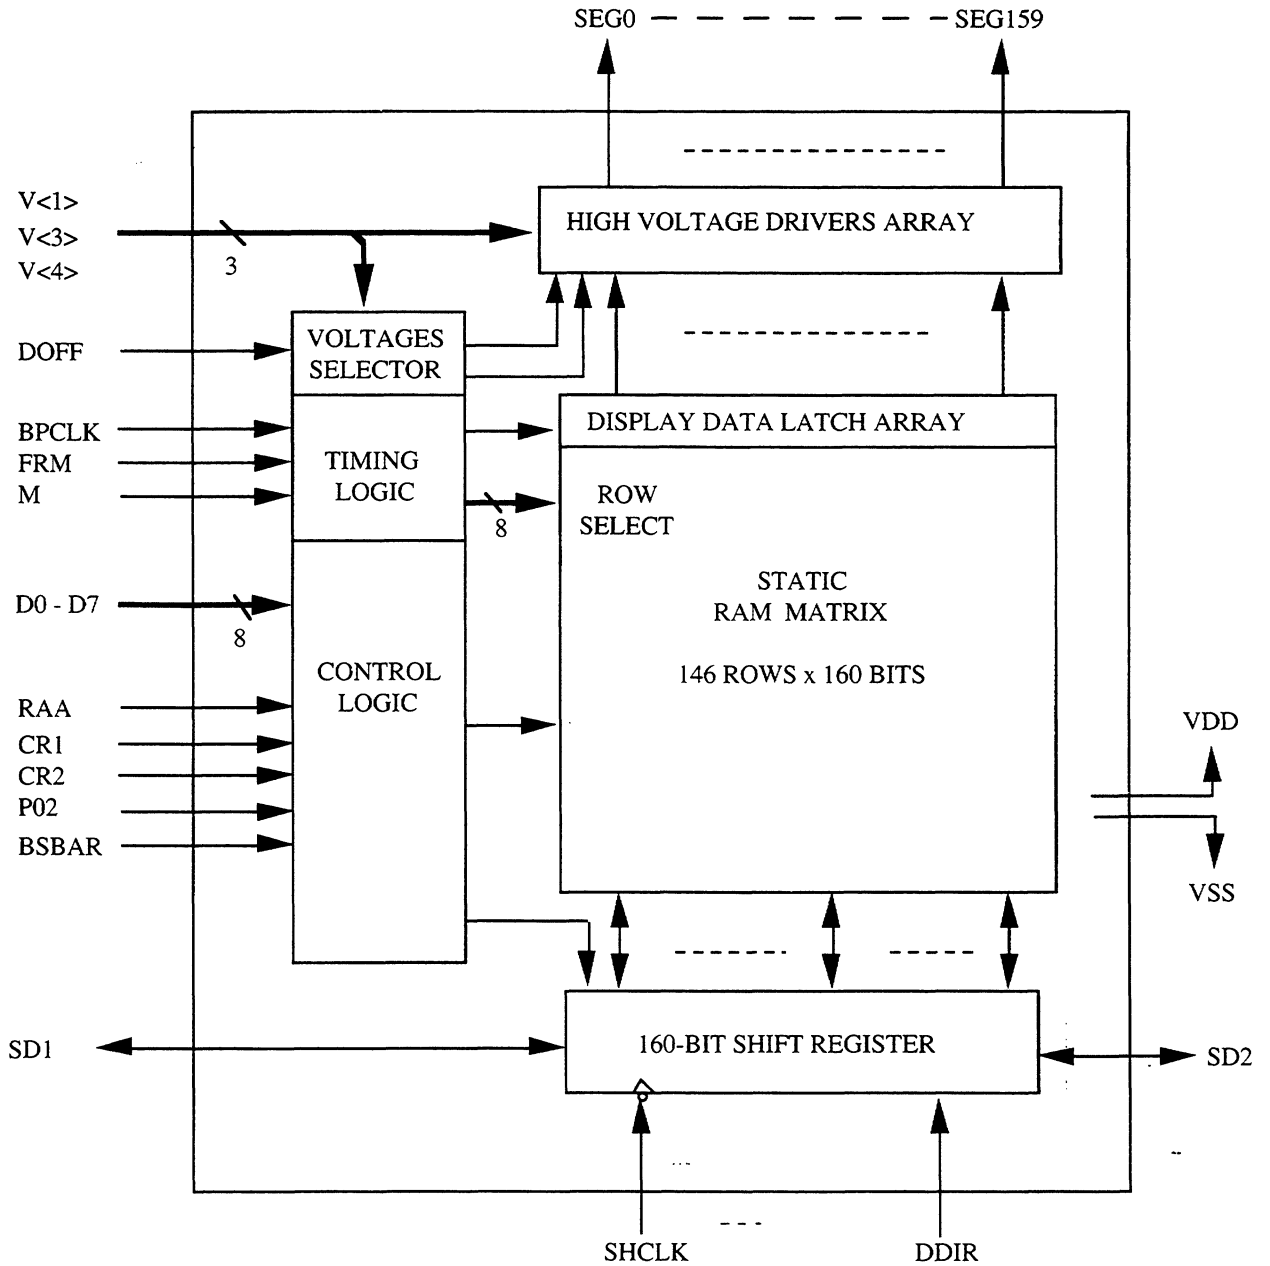 SEG0 SEG159
HIGH VOLTAGE DRIVERS ARRAY
V<1>
V<3>
V<4>
3
DOFF
VOLTAGES
SELECTOR
BPCLK
FRM
M
TIMING
LOGIC
8
DISPLAY DATA LATCH ARRAY
ROW
SELECT
STATIC
RAM MATRIX
146 ROWS x 160 BITS
D0 - D7
8
CONTROL
LOGIC
RAA
CR1
CR2
P02
BSBAR
VDD
VSS
SD1
160-BIT SHIFT REGISTER
SD2
SHCLK
DDIR